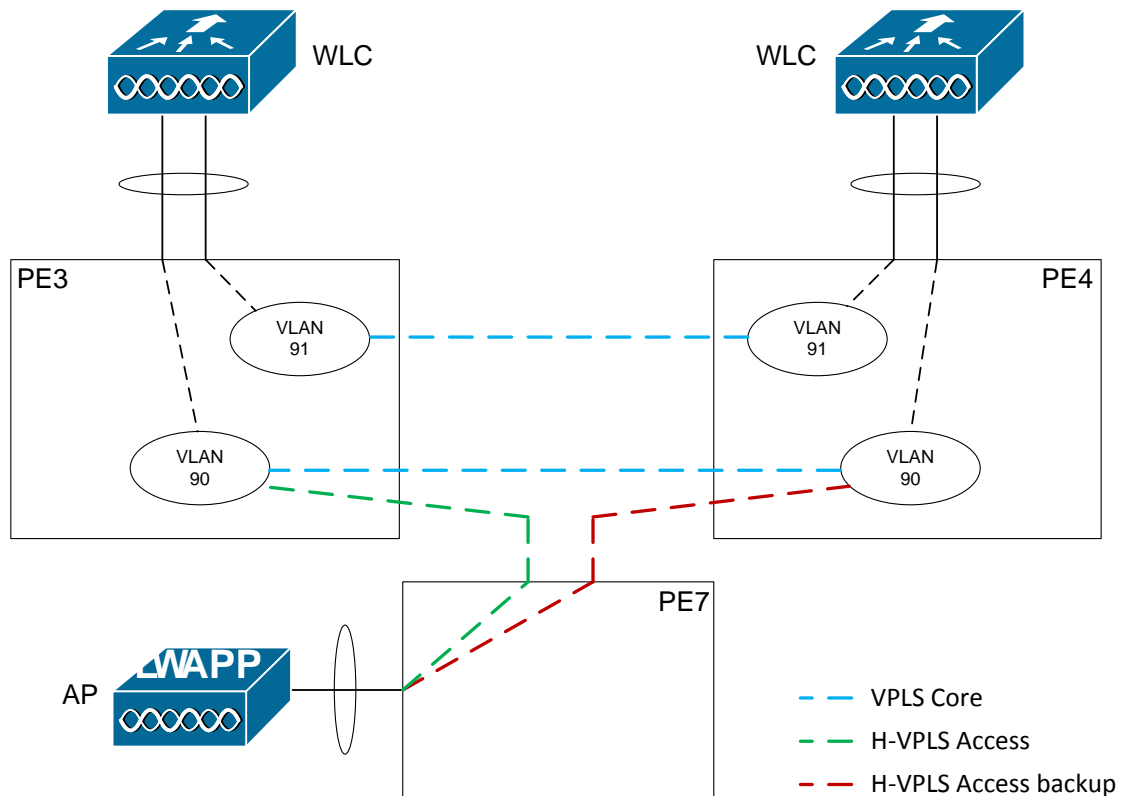 WLC
WLC
PE3
PE4
VLAN
91
VLAN
91
VLAN
90
VLAN
90
PE7
LWAPP
AP
VPLS Core
H-VPLS Access
H-VPLS Access backup